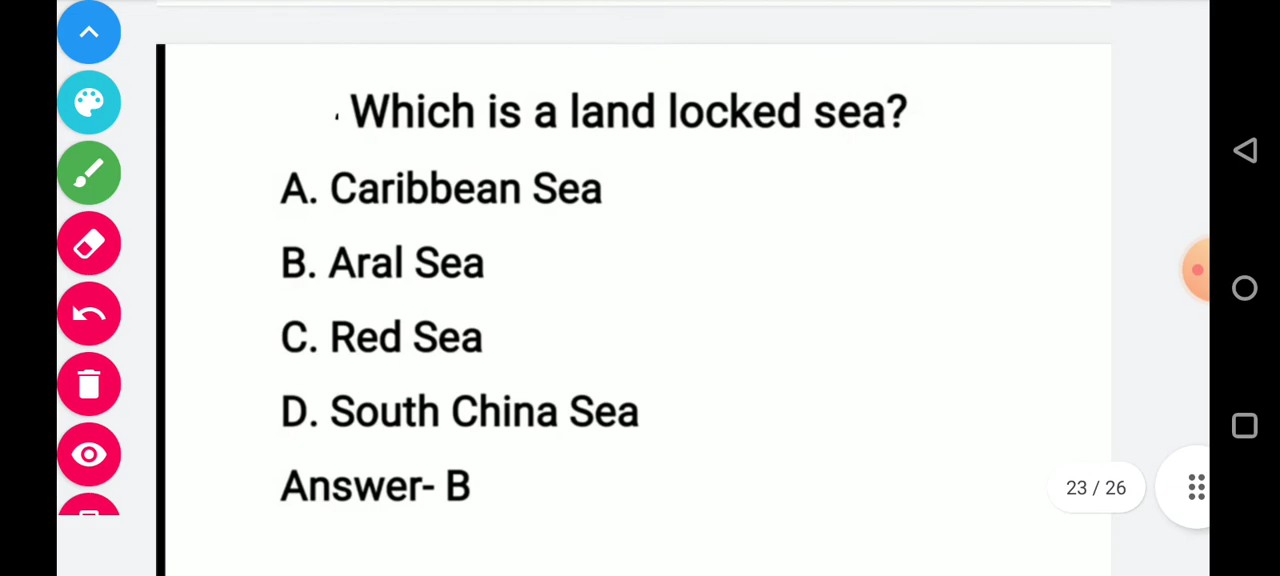 Which is a land locked sea?
A. Caribbean Sea
B. Aral Sea
C. Red Sea
D. South China Sea
Answer- B
23 / 26